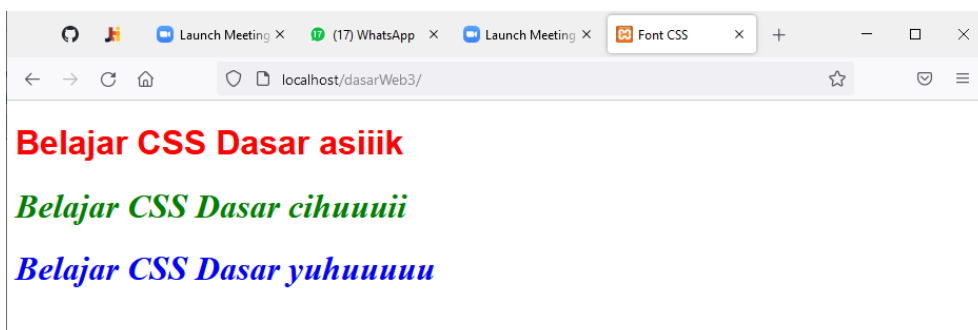 Launch Meeting
(17) WhatsApp
Launch Meeting
Font CSS
localhost/dasarWeb3/
Belajar CSS Dasar asiiik
Belajar CSS Dasar cihuuuii
Belajar CSS Dasar yuhuuuuu